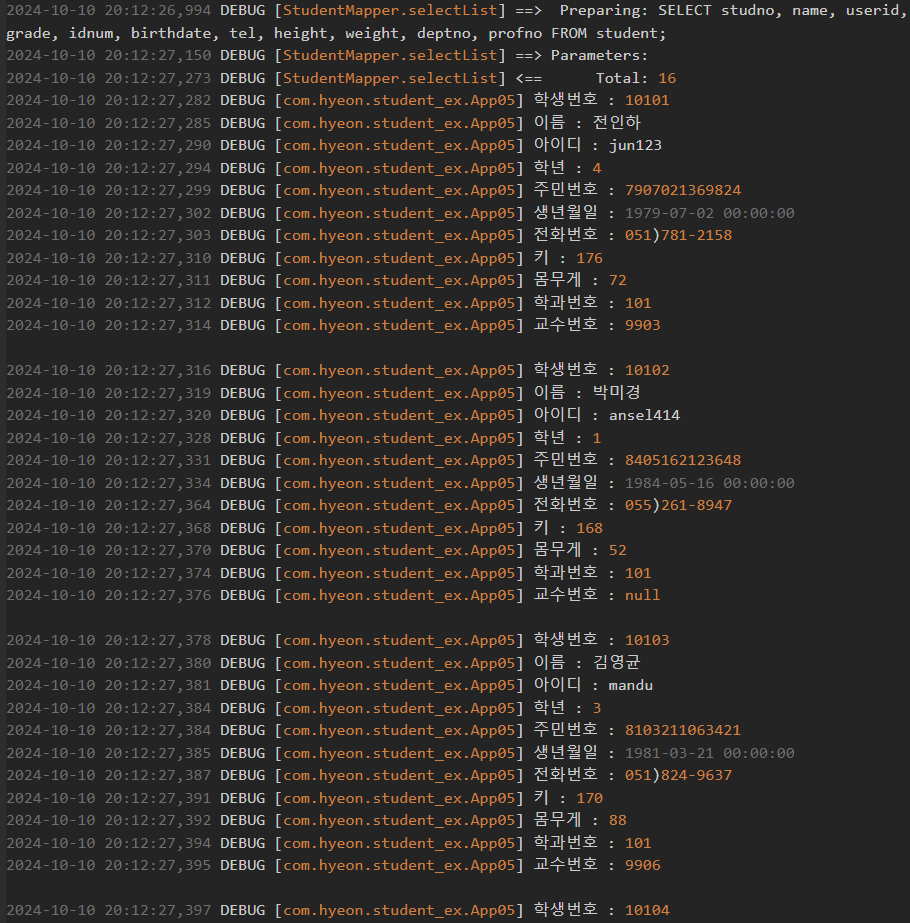 2024-10-10 20:12:26,994 DEBUG [StudentMapper.selectList] ==>  Preparing: SELECT studno, name, userid,
grade, idnum, birthdate, tel, height, weight, deptno, profno FROM student;
2024-10-10 20:12:27,150 DEBUG [StudentMapper.selectList] ==> Parameters:
2024-10-10 20:12:27,273 DEBUG [StudentMapper.selectList] <==      Total: 16
2024-10-10 20:12:27,282 DEBUG [com.hyeon.student_ex.App05] 학생번호 : 10101
2024-10-10 20:12:27,285 DEBUG [com.hyeon.student_ex.App05] 이름 : 전인하
2024-10-10 20:12:27,290 DEBUG [com.hyeon.student_ex.App05] 아이디 : jun123
2024-10-10 20:12:27,294 DEBUG [com.hyeon.student_ex.App05] 학년 : 4
2024-10-10 20:12:27,299 DEBUG [com.hyeon.student_ex.App05] 주민번호 : 7907021369824
2024-10-10 20:12:27,302 DEBUG [com.hyeon.student_ex.App05] 생년월일 : 1979-07-02 00:00:00
2024-10-10 20:12:27,303 DEBUG [com.hyeon.student_ex.App05] 전화번호 : 051)781-2158
2024-10-10 20:12:27,310 DEBUG [com.hyeon.student_ex.App05] 키 : 176
2024-10-10 20:12:27,311 DEBUG [com.hyeon.student_ex.App05] 몸무게 : 72
2024-10-10 20:12:27,312 DEBUG [com.hyeon.student_ex.App05] 학과번호 : 101
2024-10-10 20:12:27,314 DEBUG [com.hyeon.student_ex.App05] 교수번호 : 9903
2024-10-10 20:12:27,316 DEBUG [com.hyeon.student_ex.App05] 학생번호 : 10102
2024-10-10 20:12:27,319 DEBUG [com.hyeon.student_ex.App05] 이름 : 박미경
2024-10-10 20:12:27,320 DEBUG [com.hyeon.student_ex.App05] 아이디 : ansel414
2024-10-10 20:12:27,328 DEBUG [com.hyeon.student_ex.App05] 학년 : 1
2024-10-10 20:12:27,331 DEBUG [com.hyeon.student_ex.App05] 주민번호 : 8405162123648
2024-10-10 20:12:27,334 DEBUG [com.hyeon.student_ex.App05] 생년월일 : 1984-05-16 00:00:00
2024-10-10 20:12:27,364 DEBUG [com.hyeon.student_ex.App05] 전화번호 : 055)261-8947
2024-10-10 20:12:27,368 DEBUG [com.hyeon.student_ex.App05] 키 : 168
2024-10-10 20:12:27,370 DEBUG [com.hyeon.student_ex.App05] 몸무게 : 52
2024-10-10 20:12:27,374 DEBUG [com.hyeon.student_ex.App05] 학과번호 : 101
2024-10-10 20:12:27,376 DEBUG [com.hyeon.student_ex.App05] 교수번호 : null
2024-10-10 20:12:27,378 DEBUG [com.hyeon.student_ex.App05] 학생번호 : 10103
2024-10-10 20:12:27,380 DEBUG [com.hyeon.student_ex.App05] 이름 : 김영균
2024-10-10 20:12:27,381 DEBUG [com.hyeon.student_ex.App05] 아이디 : mandu
2024-10-10 20:12:27,384 DEBUG [com.hyeon.student_ex.App05] 학년 : 3
2024-10-10 20:12:27,384 DEBUG [com.hyeon.student_ex.App05] 주민번호 : 8103211063421
2024-10-10 20:12:27,385 DEBUG [com.hyeon.student_ex.App05] 생년월일 : 1981-03-21 00:00:00
2024-10-10 20:12:27,387 DEBUG [com.hyeon.student_ex.App05] 전화번호 : 051)824-9637
2024-10-10 20:12:27,391 DEBUG [com.hyeon.student_ex.App05] 키 : 170
2024-10-10 20:12:27,392 DEBUG [com.hyeon.student_ex.App05] 몸무게 : 88
2024-10-10 20:12:27,394 DEBUG [com.hyeon.student_ex.App05] 학과번호 : 101
2024-10-10 20:12:27,395 DEBUG [com.hyeon.student_ex.App05] 교수번호 : 9906
2024-10-10 20:12:27,397 DEBUG [com.hyeon.student_ex.App05] 학생번호 : 10104